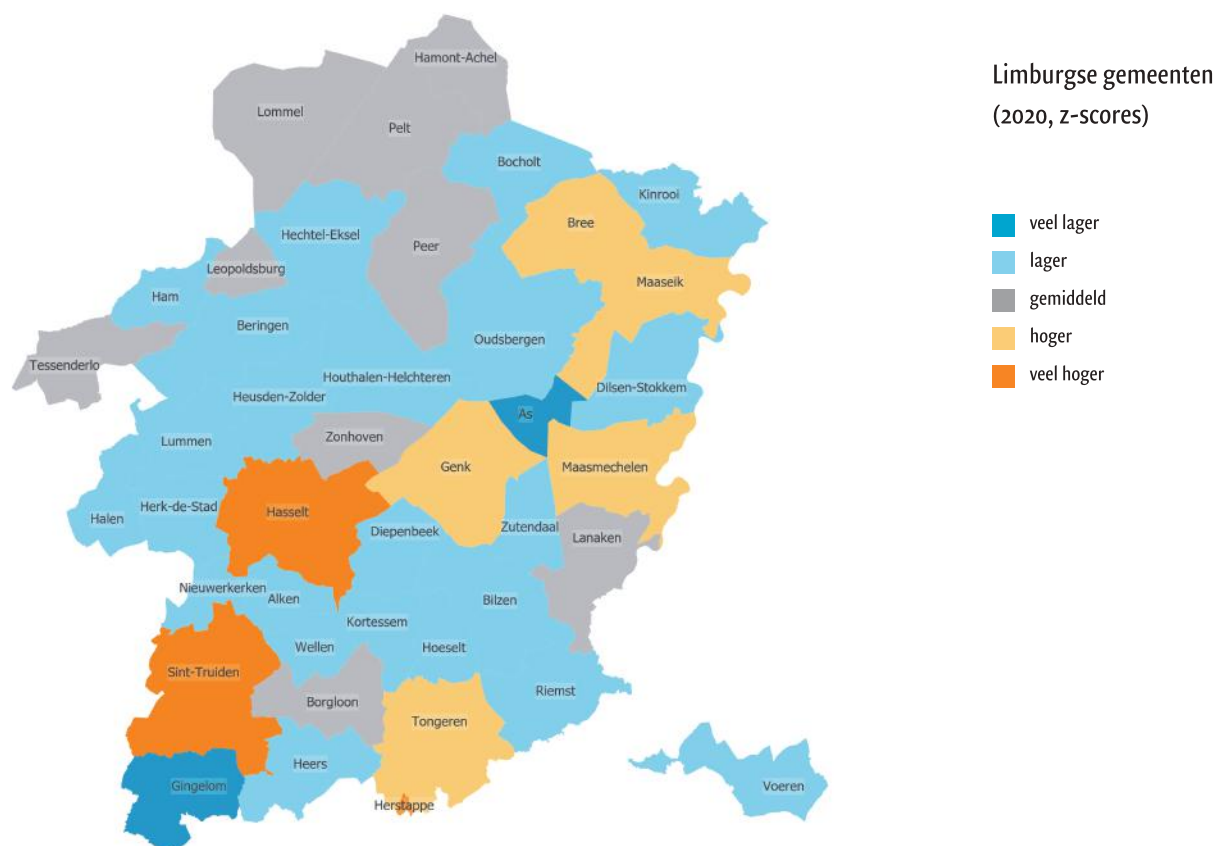 Hamont-Achel
Lommel
Pelt
Bocholt
Kinrooi
Bree
Hechtel-Eksel
Peer
Leopoldsburg
Maaseik
Ham
Beringen
Oudsbergen
Tessenderlo
Houthalen-Helchteren
Dilsen-Stokkem
Heusden-Zolder
As
Zonhoven
Lummen
Genk
Maasmechelen
Herk-de-Stad
Hasselt
Halen
Diepenbeek
Zutendaal
Lanaken
Nieuwerkerken
Alken
Bilzen
Kortessem
Wellen
Hoeselt
Sint-Truiden
Riemst
Borgloon
Tongeren
Heers
Gingelom
Voeren
Herstappe
Limburgse gemeenten
(2020, z-scores)
veel lager
lager
gemiddeld
hoger
veel hoger